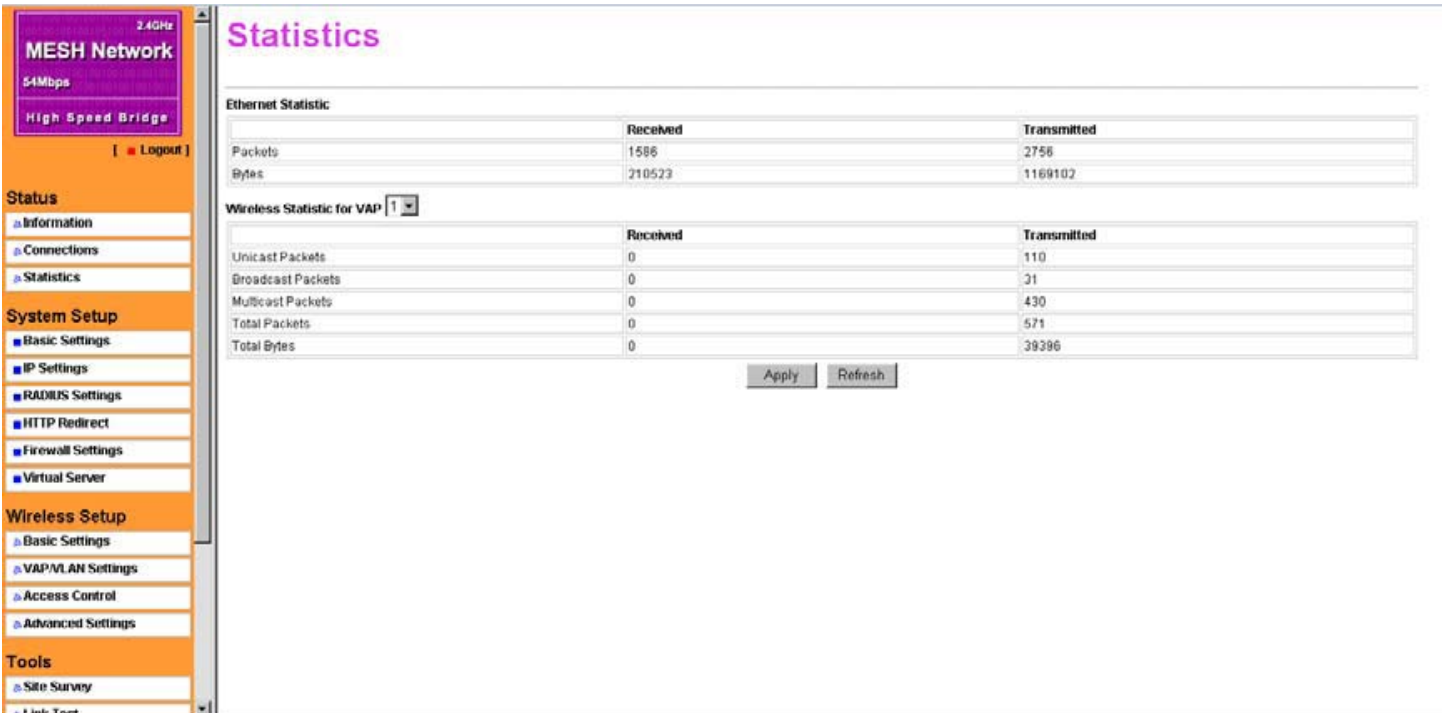 2.4GHz
MESH Network
54Mbps
High Speed Bridge
[ Logout ]
Status
Information
Connections
Statistics
System Setup
Basic Settings
IP Settings
RADIUS Settings
HTTP Redirect
Firewall Settings
Virtual Server
Wireless Setup
Basic Settings
VAP/VLAN Settings
Access Control
Advanced Settings
Tools
Site Survey
Link Test
Statistics
Ethernet Statistic
Received Transmitted
Packets 1586 2756
Bytes 210523 1169102
Wireless Statistic for VAP 1
Received Transmitted
Unicast Packets 0 110
Broadcast Packets 0 31
Multicast Packets 0 430
Total Packets 0 571
Total Bytes 0 39396
Apply Refresh